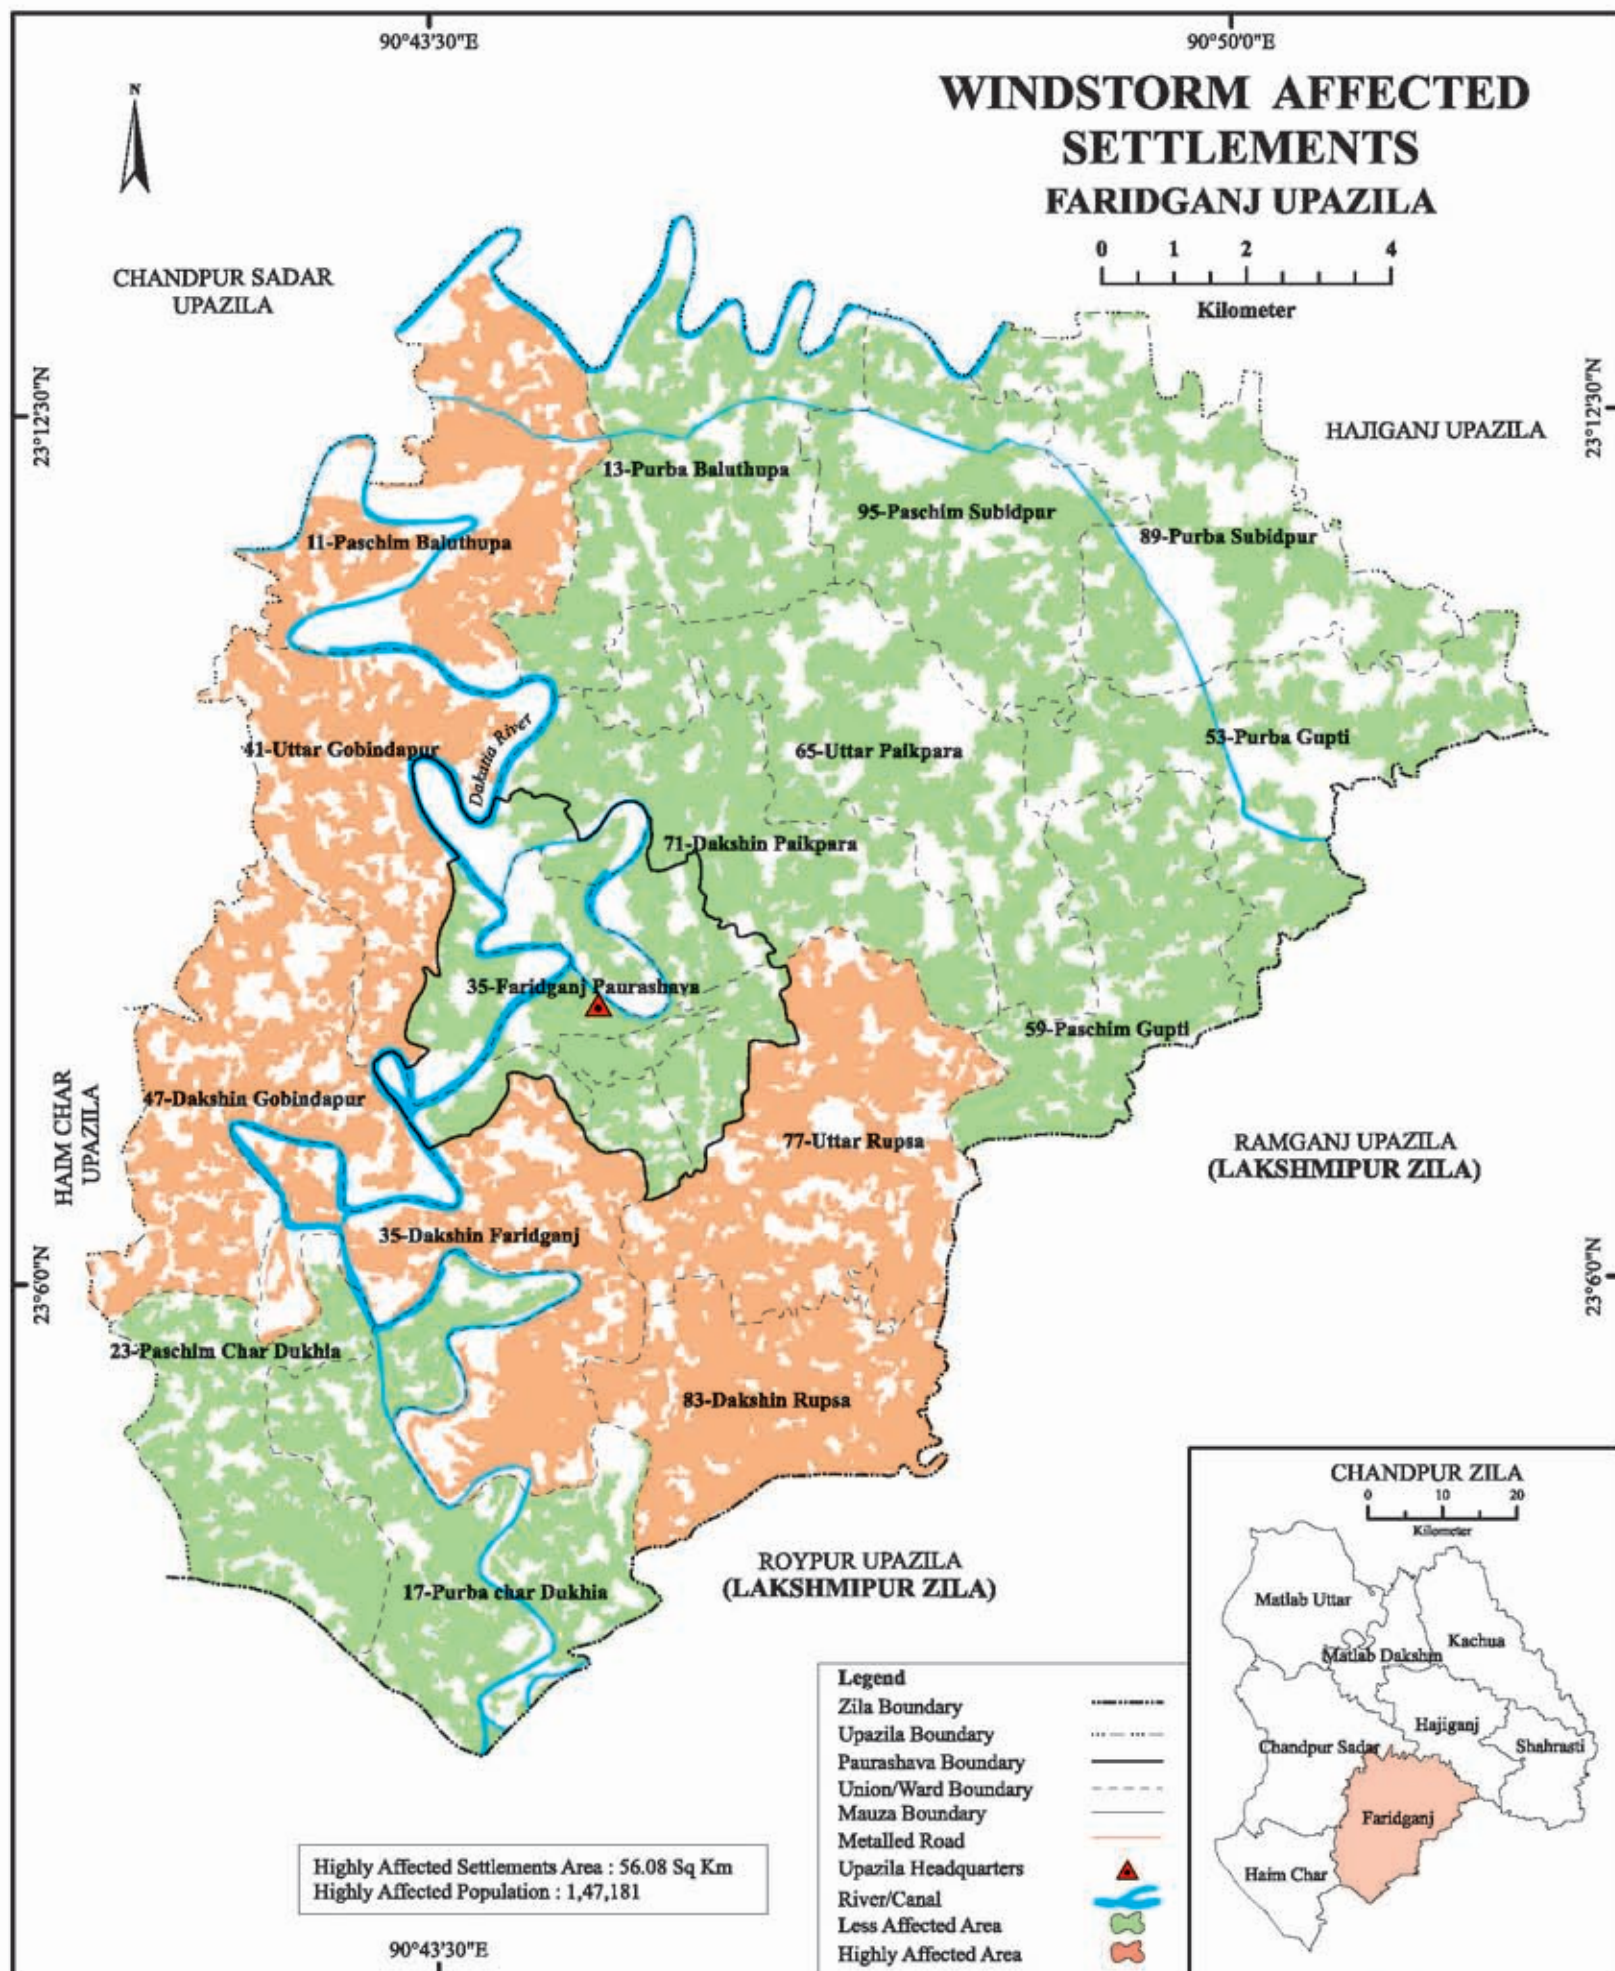 90°43'30"E
90°50'0"E
N
WINDSTORM AFFECTED
SETTLEMENTS
FARIDGANJ UPAZILA
0 1 2 4
Kilometer
CHANDPUR SADAR
UPAZILA
23°12'30"N
23°12'30"N
HAJIGANJ UPAZILA
13-Purba Baluthupa
95-Paschim Subidpur
89-Purba Subidpur
11-Paschim Baluthupa
41-Uttar Gobindapur
Dakatia River
65-Uttar Paikpara
53-Purba Gupti
71-Dakshin Paikpara
35-Faridganj Paurashava
59-Paschim Gupti
HAIM CHAR
UPAZILA
47-Dakshin Gobindapur
77-Uttar Rupsa
RAMGANJ UPAZILA
(LAKSHMIPUR ZILA)
35-Dakshin Faridganj
23°6'0"N
23°6'0"N
23-Paschim Char Dukhia
83-Dakshin Rupsa
ROYPUR UPAZILA
(LAKSHMIPUR ZILA)
17-Purba char Dukhia
CHANDPUR ZILA
0 10 20
Kilometer
Matlab Uttar
Kachua
Matlab Dakshin
Hajiganj
Chandpur Sadar
Shahrasti
Faridganj
Haim Char
Legend
Zila Boundary
Upazila Boundary
Paurashava Boundary
Union/Ward Boundary
Mauza Boundary
Metalled Road
Upazila Headquarters
River/Canal
Less Affected Area
Highly Affected Area
Highly Affected Settlements Area : 56.08 Sq Km
Highly Affected Population : 1,47,181
90°43'30"E